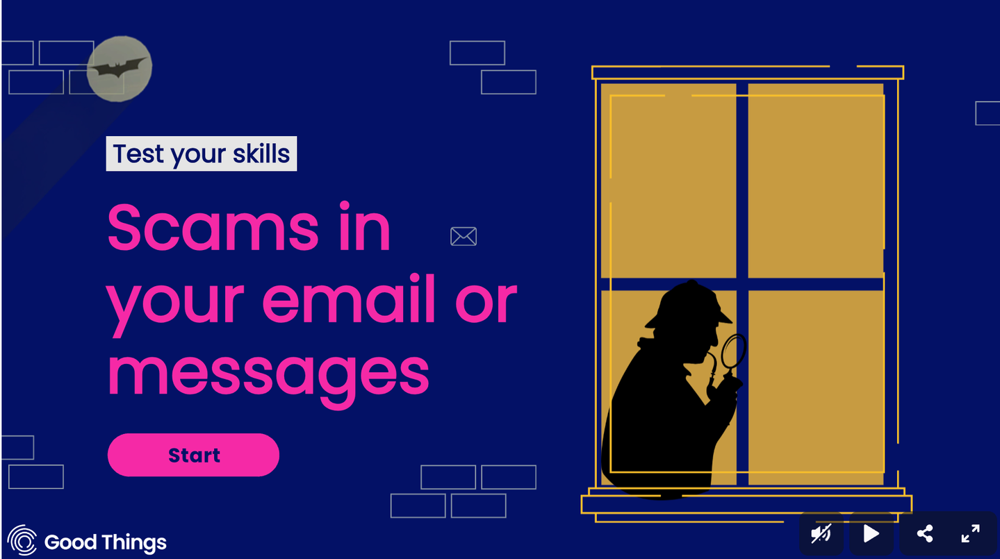 Test your skills
Scams in
your email or
messages
Start
Good Things